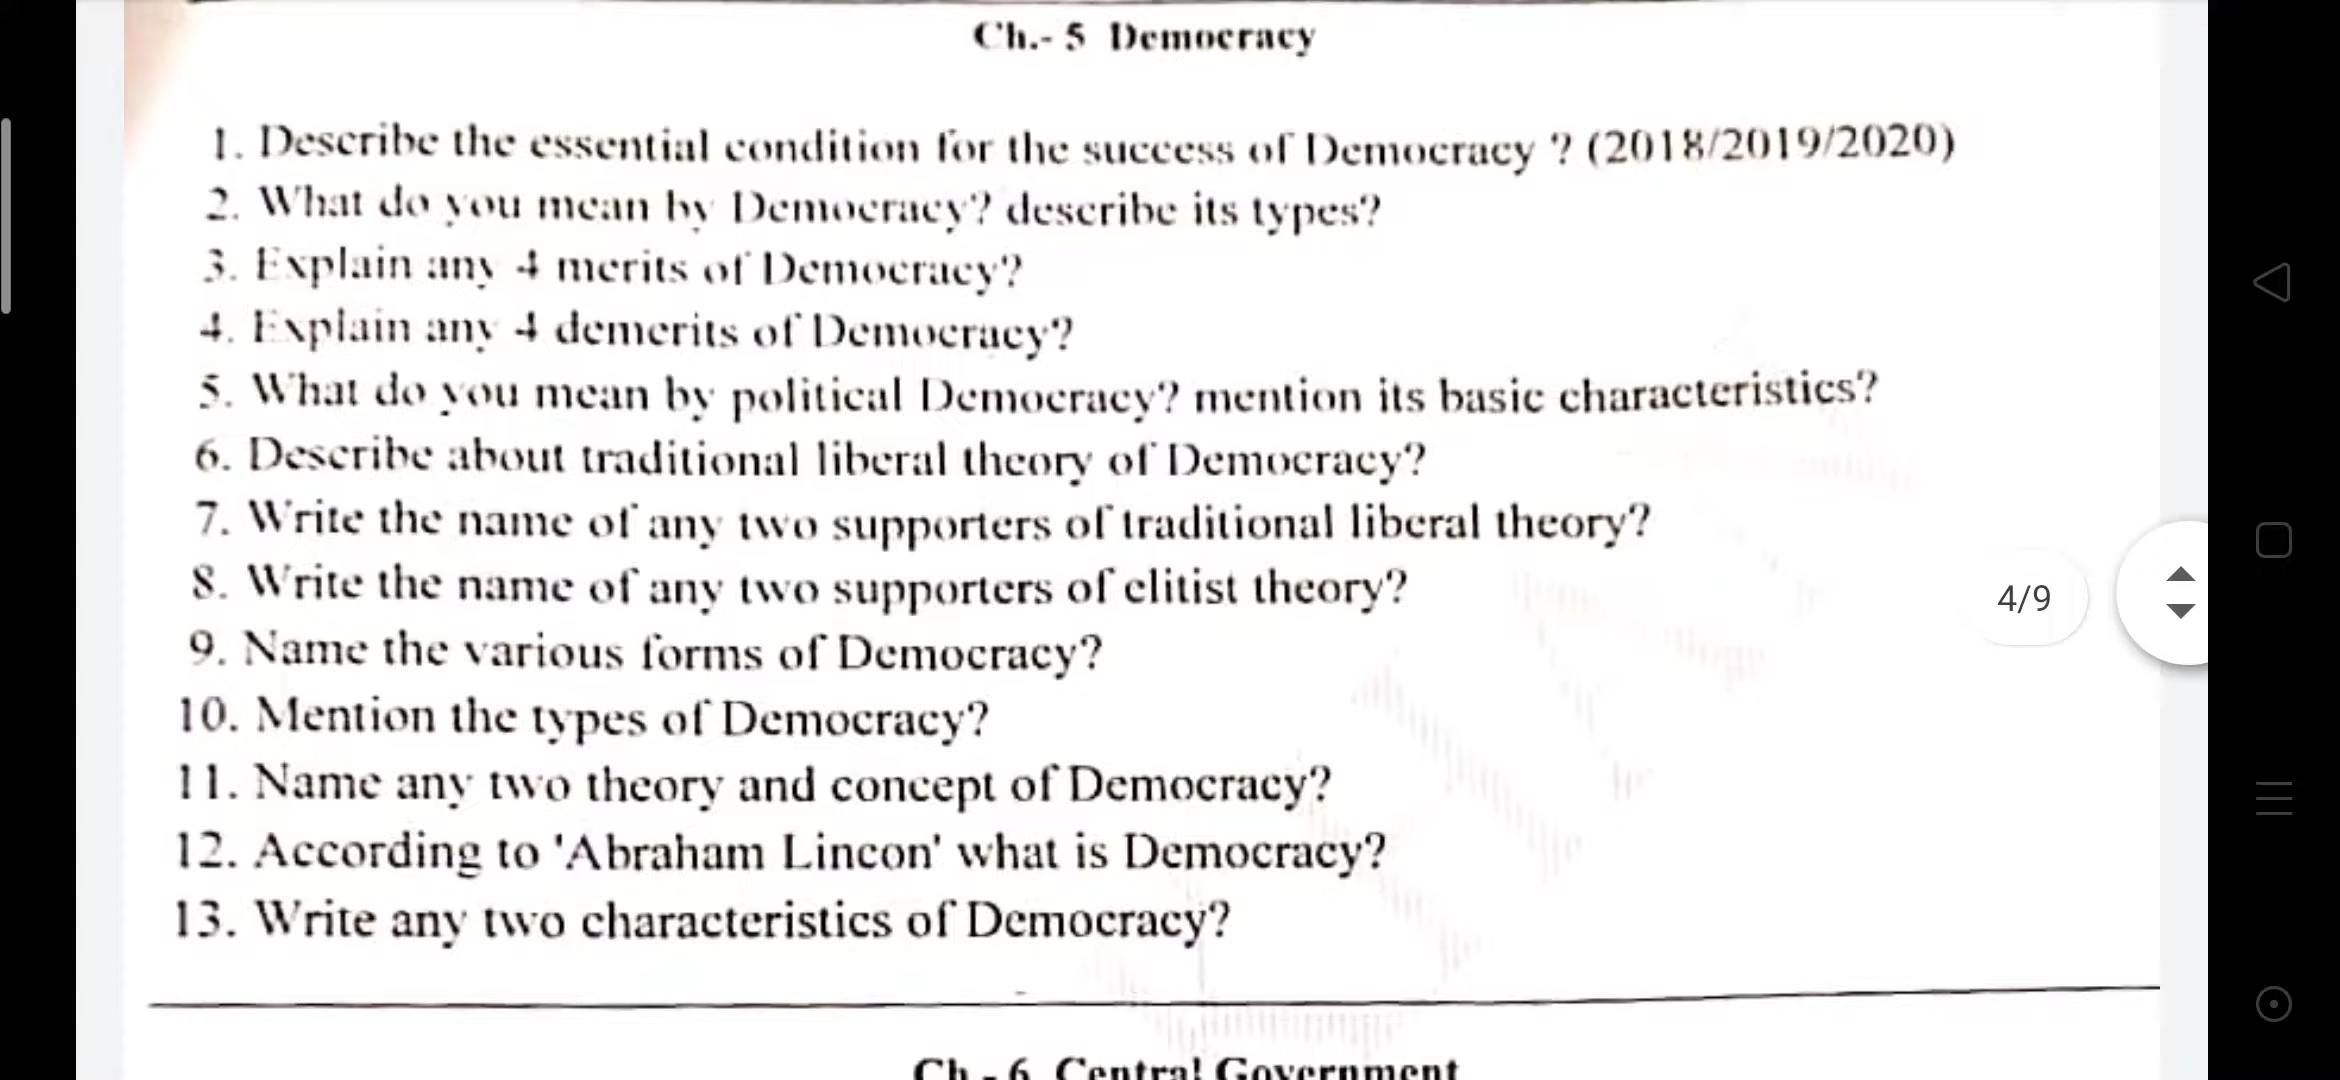 Ch.- 5 Democracy
1. Describe the essential condition for the success of Democracy ? (2018/2019/2020)
2. What do you mean by Democracy? describe its types?
3. Explain any 4 merits of Democracy?
4. Explain any 4 demerits of Democracy?
5. What do you mean by political Democracy? mention its basic characteristics?
6. Describe about traditional liberal theory of Democracy?
7. Write the name of any two supporters of traditional liberal theory?
8. Write the name of any two supporters of elitist theory?
4/9
9. Name the various forms of Democracy?
10. Mention the types of Democracy?
11. Name any two theory and concept of Democracy?
12. According to 'Abraham Lincon' what is Democracy?
13. Write any two characteristics of Democracy?
Ch - 6 Central Government